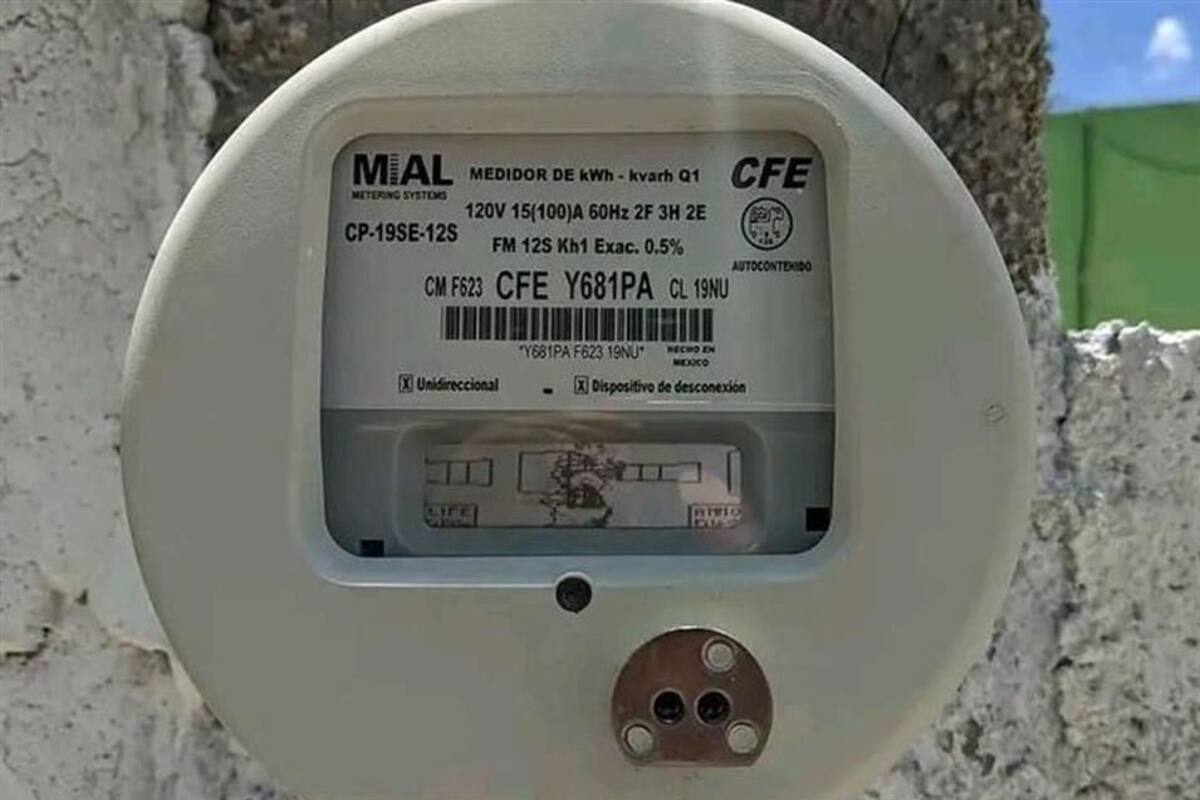 MIAL
METERING SYSTEMS
MEDIDOR DE kWh - kvarh Q1
CFE
CP-19SE-12S
120V 15(100)A 60Hz 2F 3H 2E
FM 12S Kh1 Exac. 0.5%
AUTOCONTENIDO
CM F623 CFE Y681PA CL 19NU
*Y681PA F623 19NU*
HECHO EN
MEXICO
X Unidireccional - X Dispositivo de desconexión